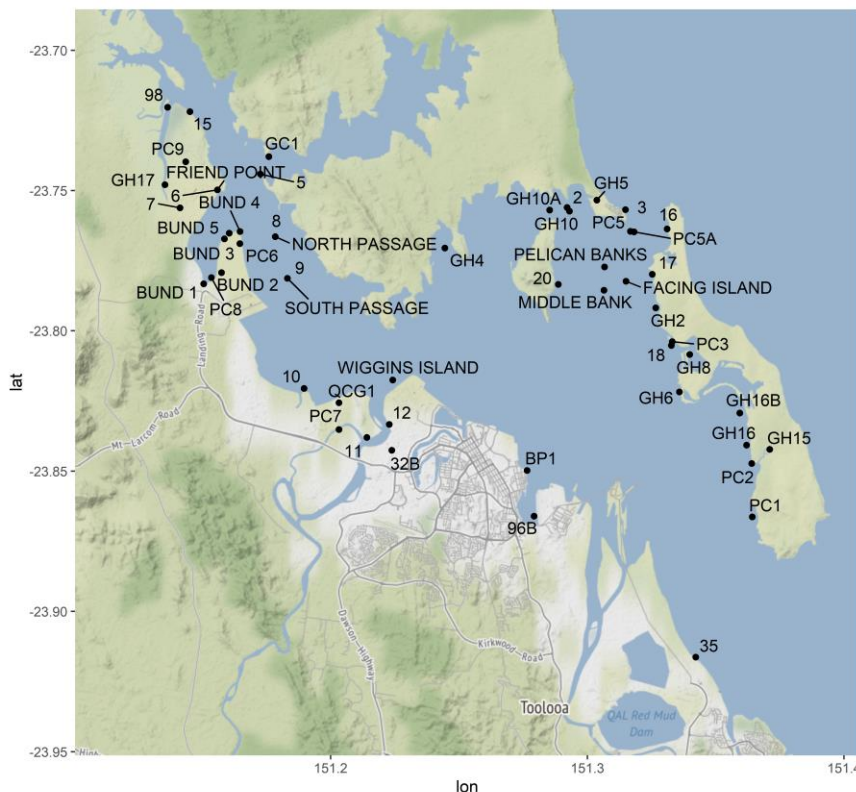 -23.70
98
15
GC1
PC9
FRIEND POINT
5
-23.75
GH17
6
BUND 4
7
GH5
GH10A
2
3
16
8
GH10
PC5
BUND 5
NORTH PASSAGE
PC5A
BUND 3
PC6
GH4
PELICAN BANKS
17
9
20
FACING ISLAND
BUND 1
BUND 2
PC8
SOUTH PASSAGE
MIDDLE BANK
GH2
Landing-Road
-23.80
PC3
18
GH8
WIGGINS ISLAND
10
QCG1
GH6
GH16B
Mt-Larcom-Road
PC7
12
11
GH16
GH15
32B
-23.85
BP1
PC2
96B
PC1
-23.90
Dawson-Highway
Kirkwood-Road
35
Toolooa
QAL Red Mud
Dam
-23.95
151.2
151.3
151.4
lat
lon